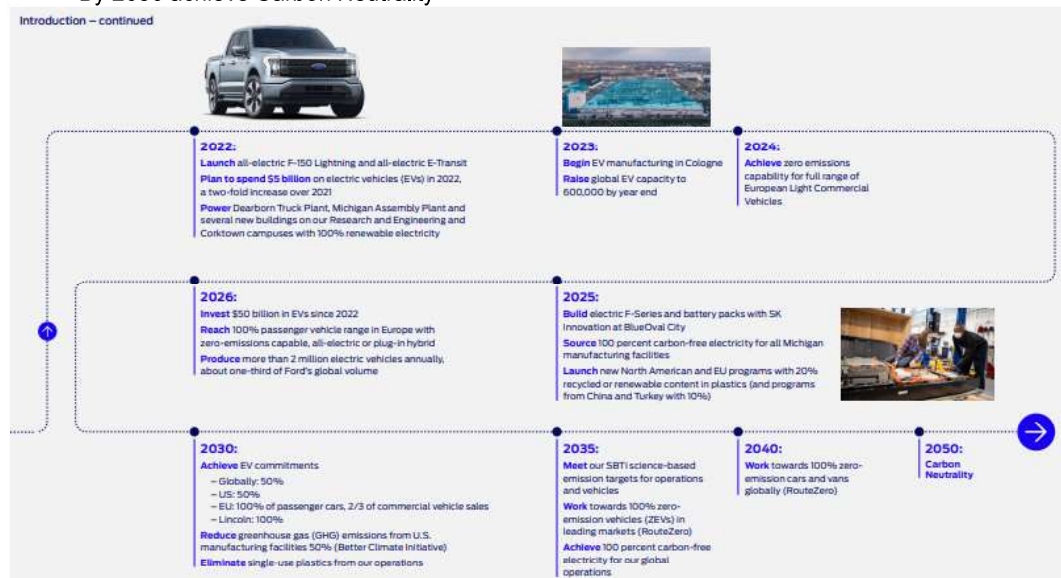 By achieve Carbon Neutrality
Introduction – continued
2022:
Launch all-electric F-150 Lightning and all-electric E-Transit
Plan to spend $5 billion on electric vehicles (EVs) in 2022,
a two-fold increase over 2021
Power Dearborn Truck Plant, Michigan Assembly Plant and
several new buildings on our Research and Engineering and
Corktown campuses with 100% renewable electricity
2023:
Begin EV manufacturing in Cologne
Raise global EV capacity to
600,000 by year end
2024:
Achieve zero emissions
capability for full range of
European Light Commercial
Vehicles
2026:
Invest $50 billion in EVs since 2022
Reach 100% passenger vehicle range in Europe with
zero-emissions capable, all-electric or plug-in hybrid
Produce more than 2 million electric vehicles annually,
about one-third of Ford's global volume
2025:
Build electric F-Series and battery packs with SK
Innovation at BlueOval City
Source 100 percent carbon-free electricity for all Michigan
manufacturing facilities
Launch new North American and EU programs with 20%
recycled or renewable content in plastics (and programs
from China and Turkey with 10%)
2030:
Achieve EV commitments
– Globally: 50%
– US: 50%
– EU: 100% of passenger cars, 2/3 of commercial vehicle sales
– Lincoln: 100%
Reduce greenhouse gas (GHG) emissions from U.S.
manufacturing facilities 50% (Better Climate Initiative)
Eliminate single-use plastics from our operations
2035:
Meet our SBTi science-based
emission targets for operations
and vehicles
Work towards 100% zero-
emission vehicles (ZEVs) in
leading markets (RouteZero)
Achieve 100 percent carbon-free
electricity for our global
operations
2040:
Work towards 100% zero-
emission cars and vans
globally (RouteZero)
2050:
Carbon
Neutrality